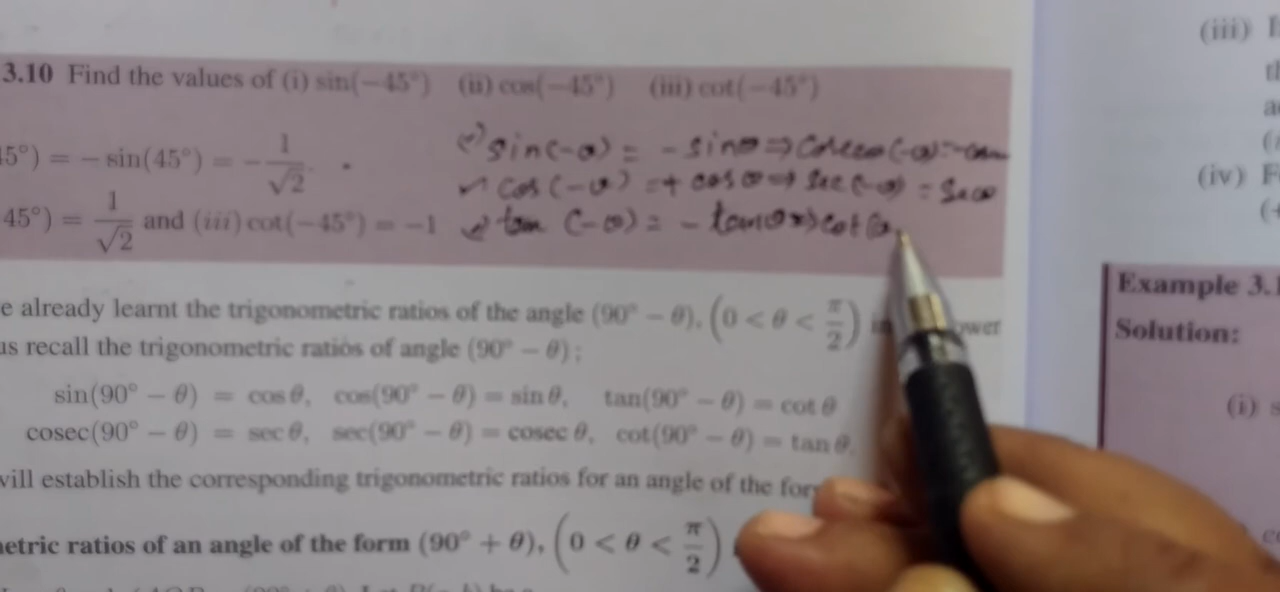 3.10 Find the values of (i) sin(−45°) (ii) cos(−45°) (iii) cot(−45°)
5°) = − sin(45°) = − 1/√2.
45°) = 1/√2 and (iii) cot(−45°) = −1
sin(-θ) = - sinθ ⇒ cosec(-θ) = -
cos(-θ) = + cosθ ⇒ sec(-θ) = secθ
tan (-θ) = - tanθ ⇒ cot(
e already learnt the trigonometric ratios of the angle (90° − θ), (0 < θ < π/2)
us recall the trigonometric ratios of angle (90° − θ);
sin(90° − θ) = cos θ, cos(90° − θ) = sin θ, tan(90° − θ) = cot θ
cosec(90° − θ) = sec θ, sec(90° − θ) = cosec θ, cot(90° − θ) = tan θ.
will establish the corresponding trigonometric ratios for an angle of the for
etric ratios of an angle of the form (90° + θ), (0 < θ < π/2)
(iii)
(iv) F
Example 3.1
Solution:
(i) s